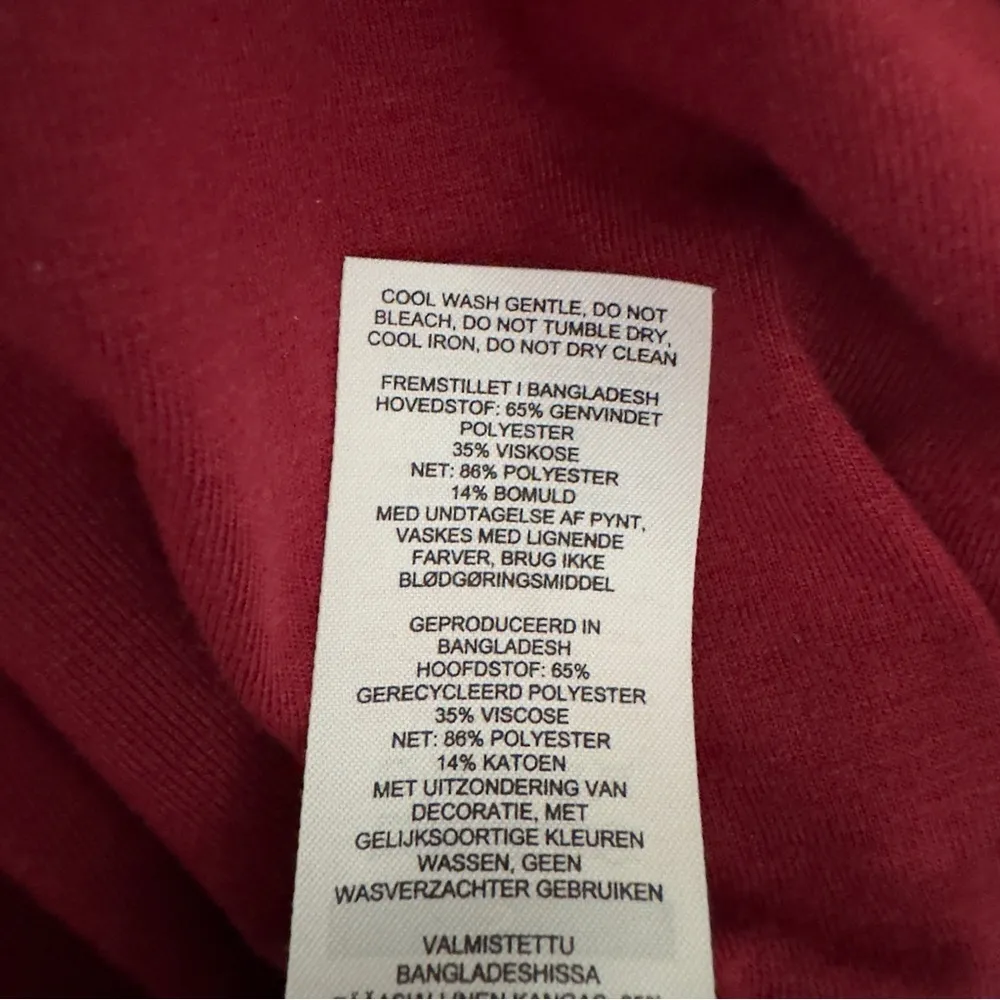 COOL WASH GENTLE, DO NOT
BLEACH, DO NOT TUMBLE DRY,
COOL IRON, DO NOT DRY CLEAN
FREMSTILLET I BANGLADESH
HOVEDSTOF: 65% GENVINDET
POLYESTER
35% VISKOSE
NET: 86% POLYESTER
14% BOMULD
MED UNDTAGELSE AF PYNT,
VASKES MED LIGNENDE
FARVER, BRUG IKKE
BLØDGØRINGSMIDDEL
GEPRODUCEERD IN
BANGLADESH
HOOFDSTOF: 65%
GERECYCLEERD POLYESTER
35% VISCOSE
NET: 86% POLYESTER
14% KATOEN
MET UITZONDERING VAN
DECORATIE, MET
GELIJKSOORTIGE KLEUREN
WASSEN, GEEN
WASVERZACHTER GEBRUIKEN
VALMISTETTU
BANGLADESHISSA